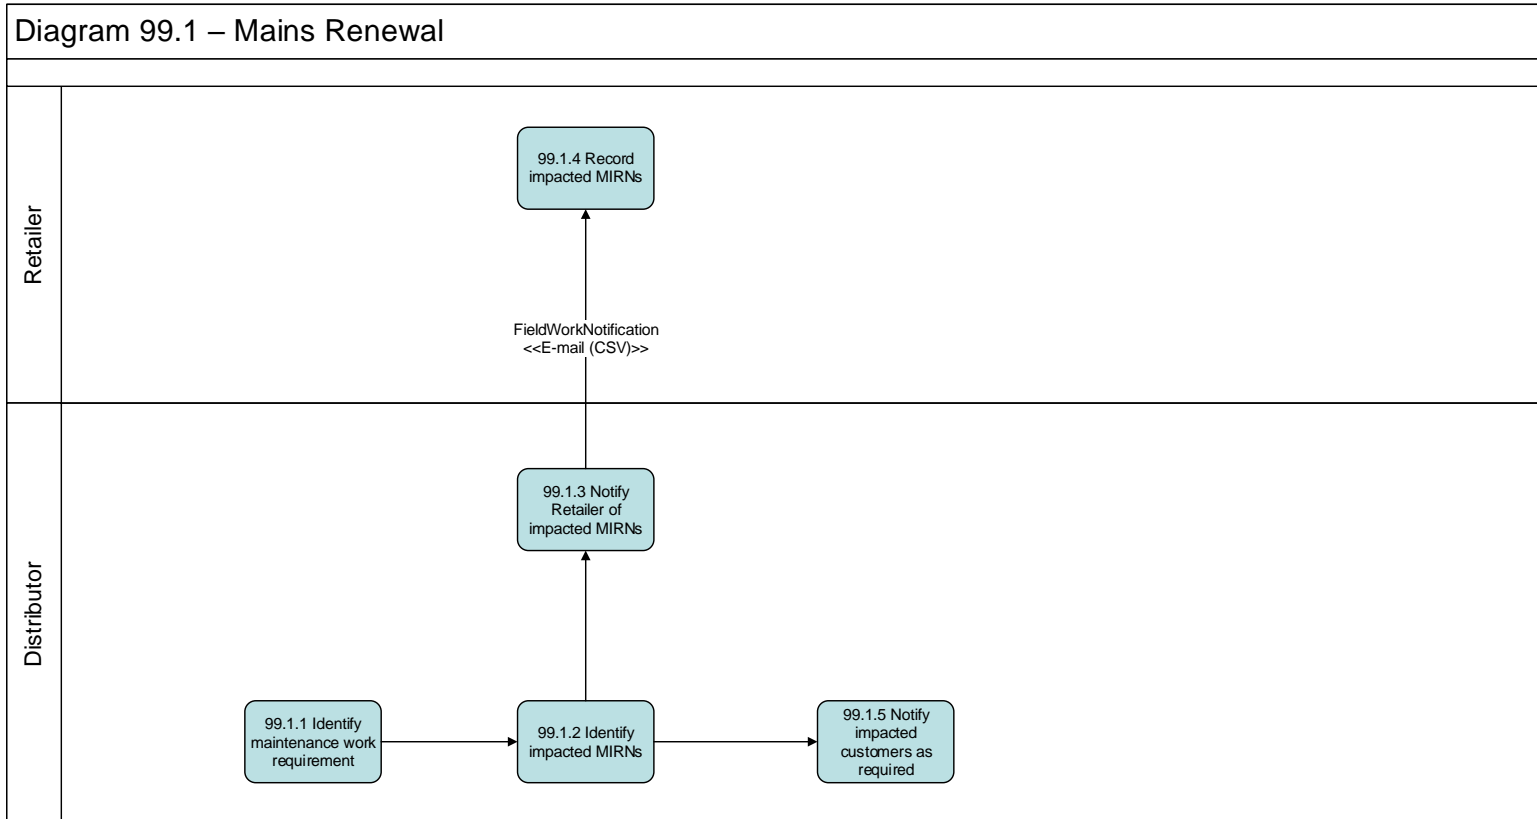 Diagram 99.1 – Mains Renewal
Retailer
99.1.4 Record
impacted MIRNs
FieldWorkNotification
<<E-mail (CSV)>>
Distributor
99.1.3 Notify
Retailer of
impacted MIRNs
99.1.1 Identify
maintenance work
requirement
99.1.2 Identify
impacted MIRNs
99.1.5 Notify
impacted
customers as
required